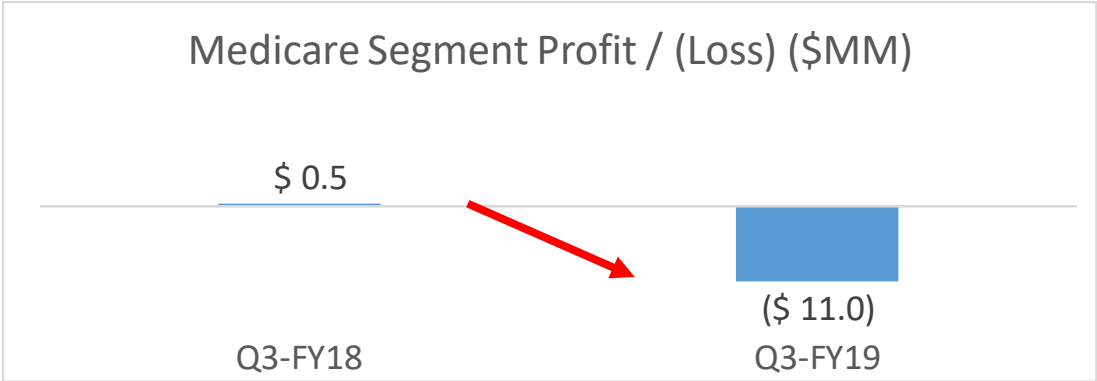 Medicare Segment Profit / (Loss) ($MM)
$ 0.5
($ 11.0)
Q3-FY18
Q3-FY19